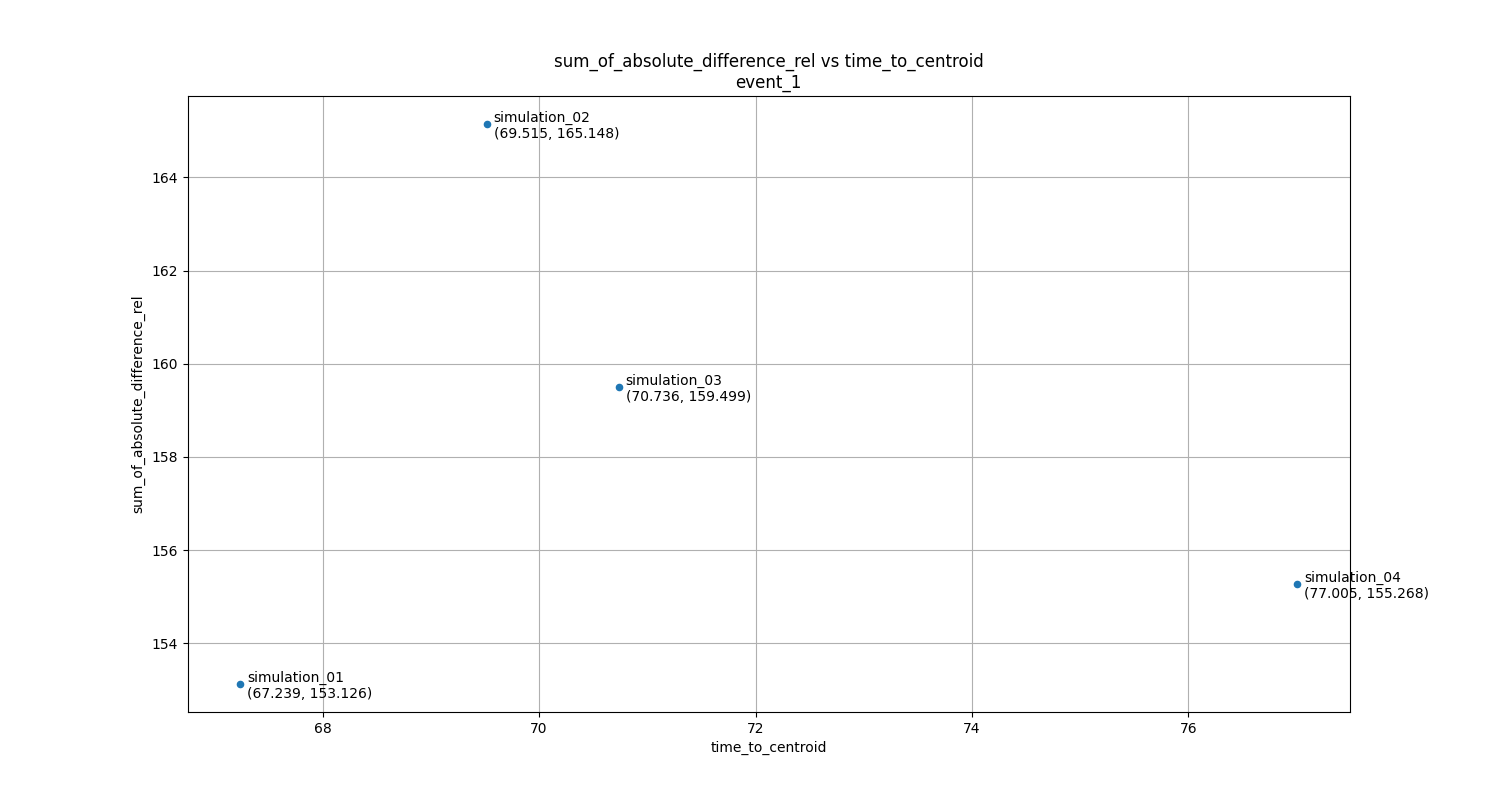 sum_of_absolute_difference_rel vs time_to_centroid
event_1
simulation_02
(69.515, 165.148)
164
162
sum_of_absolute_difference_rel
160
simulation_03
(70.736, 159.499)
158
156
simulation_04
(77.005, 155.268)
154
simulation_01
(67.239, 153.126)
68
70
72
74
76
time_to_centroid